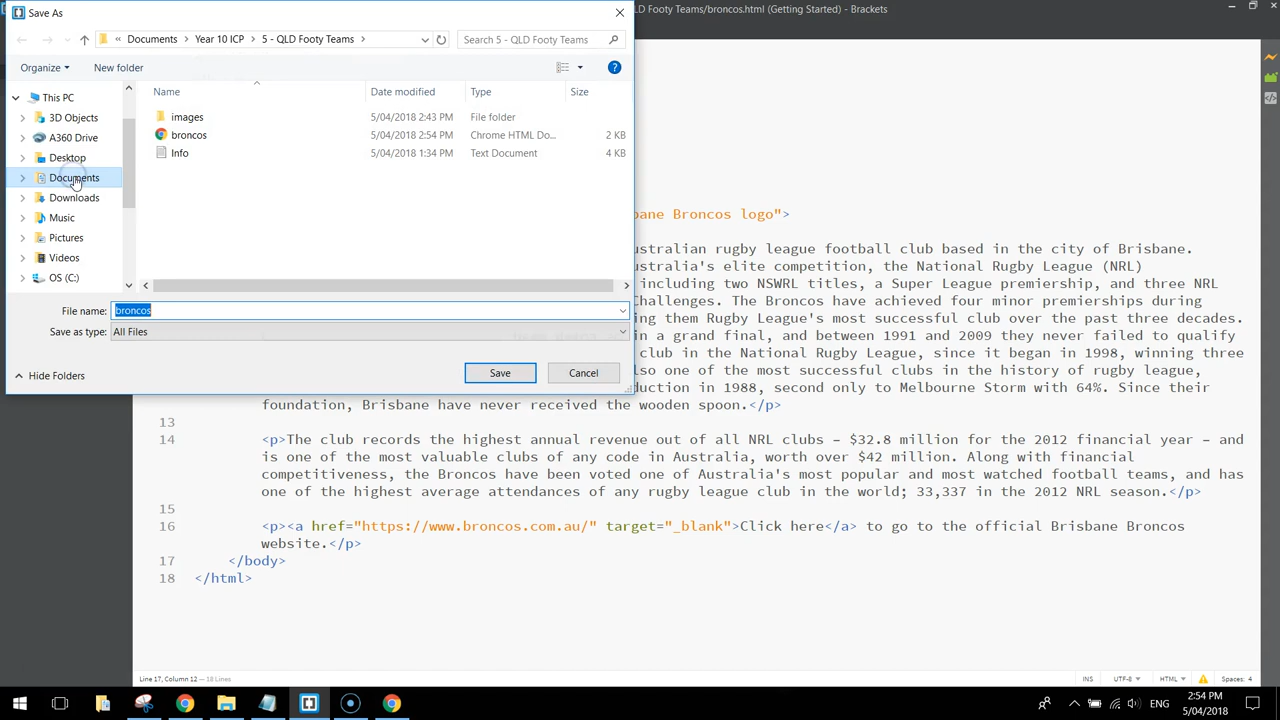 Save As
QLD Footy Teams/broncos.html (Getting Started) - Brackets
« Documents > Year 10 ICP > 5 - QLD Footy Teams >
Search 5 - QLD Footy Teams
Organize
New folder
?
Name
Date modified
Type
Size
This PC
3D Objects
A360 Drive
Desktop
Documents
Downloads
Music
Pictures
Videos
OS (C:)
images 5/04/2018 2:43 PM File folder
broncos 5/04/2018 2:54 PM Chrome HTML Do... 2 KB
Info 5/04/2018 1:34 PM Text Document 4 KB
File name: broncos
Save as type: All Files
Hide Folders
Save
Cancel
bane Broncos logo">
ustralian rugby league football club based in the city of Brisbane.
ustralia's elite competition, the National Rugby League (NRL)
including two NSWRL titles, a Super League premiership, and three NRL
Challenges. The Broncos have achieved four minor premierships during
ing them Rugby League's most successful club over the past three decades.
in a grand final, and between 1991 and 2009 they never failed to qualify
club in the National Rugby League, since it began in 1998, winning three
lso one of the most successful clubs in the history of rugby league,
duction in 1988, second only to Melbourne Storm with 64%. Since their
foundation, Brisbane have never received the wooden spoon.</p>
13
14 <p>The club records the highest annual revenue out of all NRL clubs – $32.8 million for the 2012 financial year – and
is one of the most valuable clubs of any code in Australia, worth over $42 million. Along with financial
competitiveness, the Broncos have been voted one of Australia's most popular and most watched football teams, and has
one of the highest average attendances of any rugby league club in the world; 33,337 in the 2012 NRL season.</p>
15
16 <p><a href="https://www.broncos.com.au/" target="_blank">Click here</a> to go to the official Brisbane Broncos
website.</p>
17 </body>
18 </html>
Line 17, Column 12 — 18 Lines
INS UTF-8 HTML Spaces: 4
ENG
2:54 PM
5/04/2018